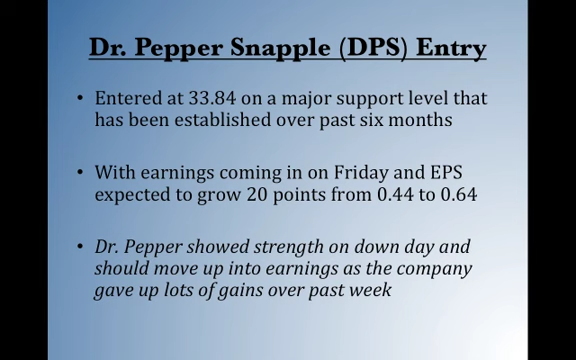 Dr. Pepper Snapple (DPS) Entry
• Entered at 33.84 on a major support level that
has been established over past six months
• With earnings coming in on Friday and EPS
expected to grow 20 points from 0.44 to 0.64
• Dr. Pepper showed strength on down day and
should move up into earnings as the company
gave up lots of gains over past week